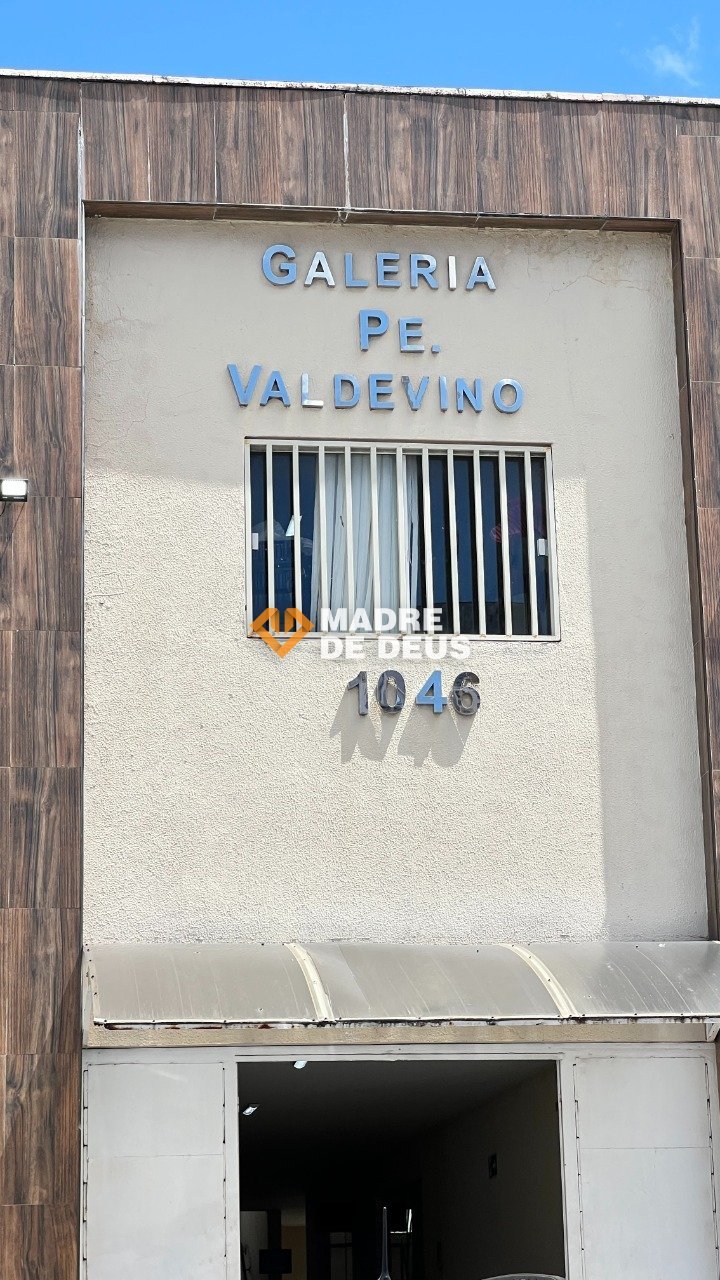 GALERIA
PE.
VALDEVINO
MADRE
DE DEUS
1046